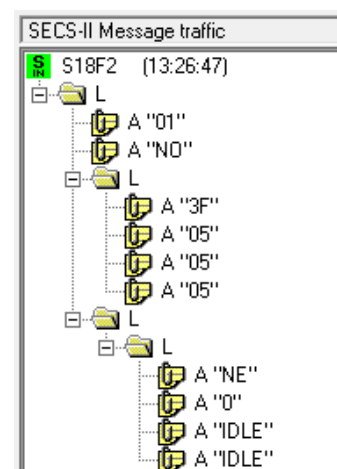 SECS-II Message traffic
S IN S18F2 (13:26:47)
L
A "01"
A "NO"
L
A "3F"
A "05"
A "05"
A "05"
L
L
A "NE"
A "0"
A "IDLE"
A "IDLE"